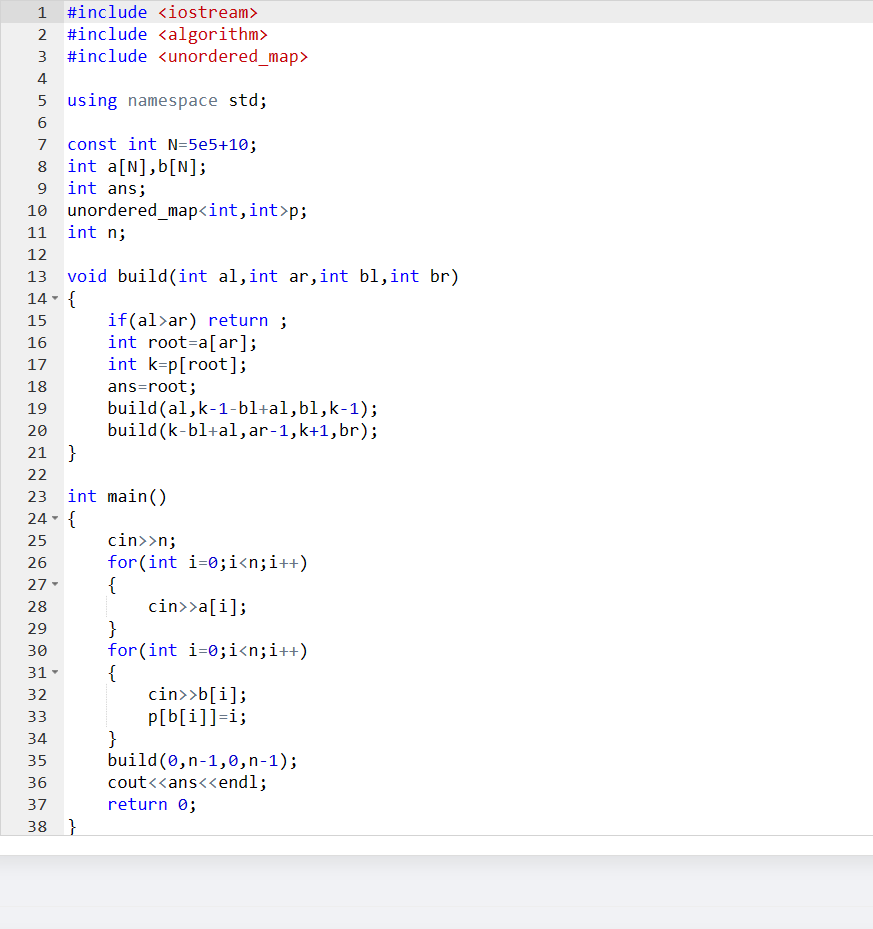 1 #include <iostream>
2 #include <algorithm>
3 #include <unordered_map>
4
5 using namespace std;
6
7 const int N=5e5+10;
8 int a[N],b[N];
9 int ans;
10 unordered_map<int,int>p;
11 int n;
12
13 void build(int al,int ar,int bl,int br)
14 {
15     if(al>ar) return ;
16     int root=a[ar];
17     int k=p[root];
18     ans=root;
19     build(al,k-1-bl+al,bl,k-1);
20     build(k-bl+al,ar-1,k+1,br);
21 }
22
23 int main()
24 {
25     cin>>n;
26     for(int i=0;i<n;i++)
27     {
28         cin>>a[i];
29     }
30     for(int i=0;i<n;i++)
31     {
32         cin>>b[i];
33         p[b[i]]=i;
34     }
35     build(0,n-1,0,n-1);
36     cout<<ans<<endl;
37     return 0;
38 }